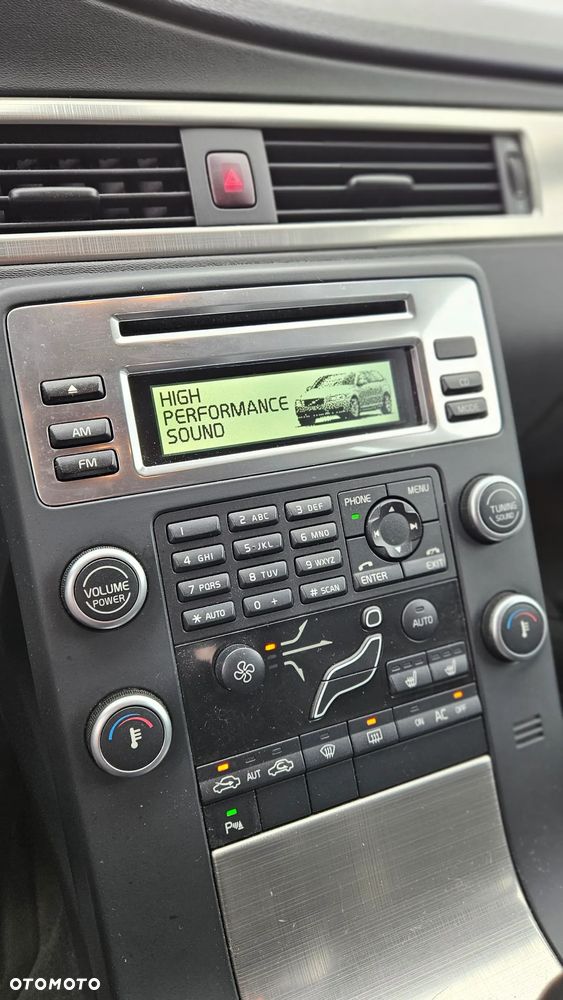 HIGH
PERFORMANCE
SOUND
AM
FM
CD
MODE
PHONE
MENU
2 ABC
3 DEF
4 GHI
5 JKL
6 MNO
7 PQRS
8 TUV
9 WXYZ
* AUTO
0 +
# SCAN
ENTER
EXIT
VOLUME
POWER
TUNING
SOUND
AUTO
AUT
ON AC OFF
P
OTOMOTO